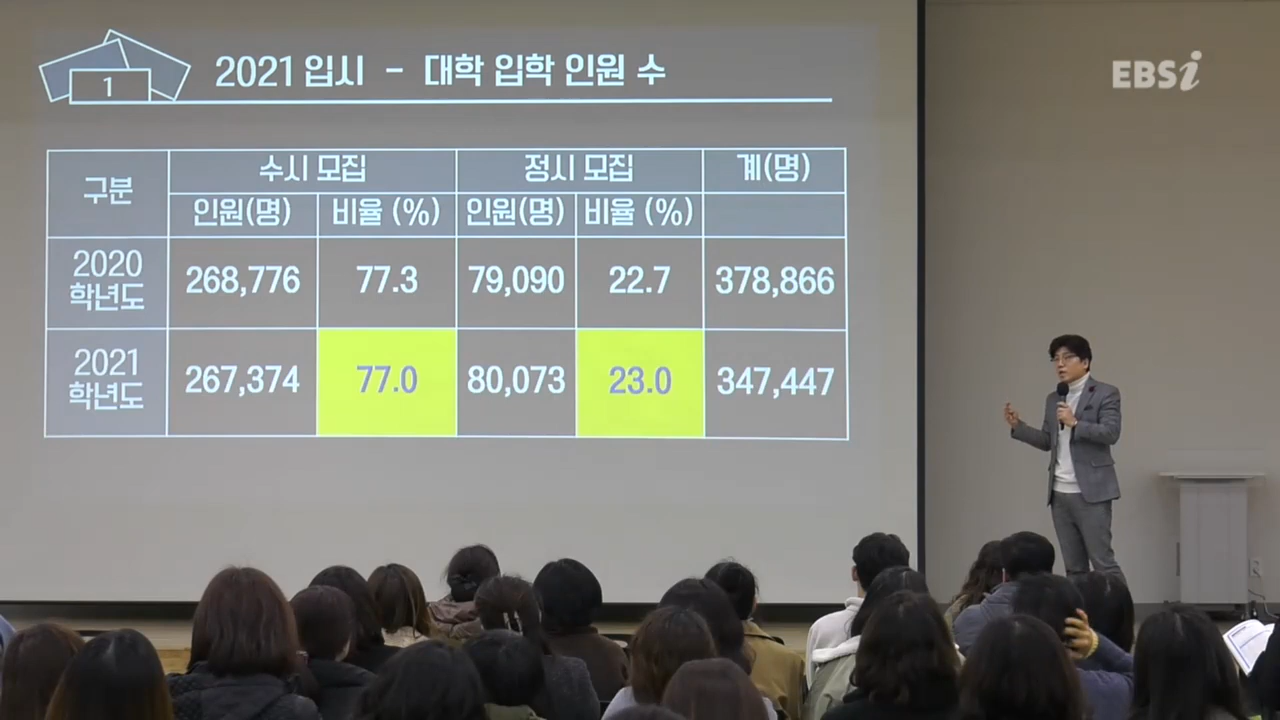 1
2021 입시 - 대학 입학 인원 수
EBSi
구분 수시 모집 정시 모집 계(명)
인원(명) 비율 (%) 인원(명) 비율 (%)
2020
학년도 268,776 77.3 79,090 22.7 378,866
2021
학년도 267,374 77.0 80,073 23.0 347,447